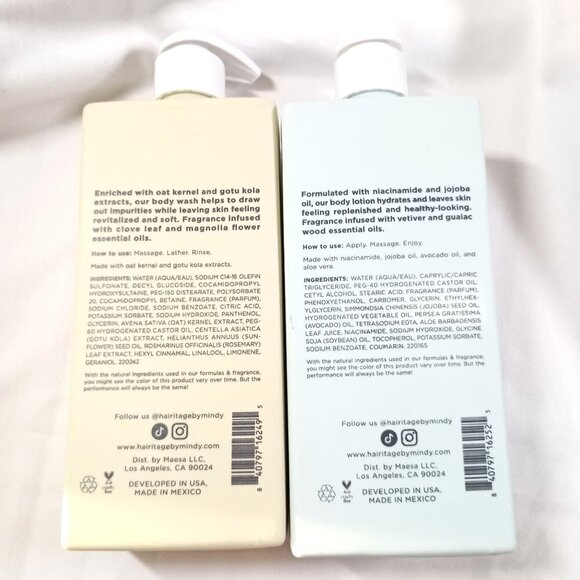 Enriched with oat kernel and gotu kola
extracts, our body wash helps to draw
out impurities while leaving skin feeling
revitalized and soft. Fragrance infused
with clove leaf and magnolia flower
essential oils.
How to use: Massage. Lather. Rinse.
Made with oat kernel and gotu kola extracts.
INGREDIENTS: WATER (AQUA/EAU), SODIUM C14-16 OLEFIN
SULFONATE, DECYL GLUCOSIDE, COCAMIDOPROPYL
HYDROXYSULTAINE, PEG-150 DISTEARATE, POLYSORBATE
20, COCAMIDOPROPYL BETAINE, FRAGRANCE (PARFUM),
SODIUM CHLORIDE, SODIUM BENZOATE, CITRIC ACID,
POTASSIUM SORBATE, SODIUM HYDROXIDE, PANTHENOL,
GLYCERIN, AVENA SATIVA (OAT) KERNEL EXTRACT, PEG-
60 HYDROGENATED CASTOR OIL, CENTELLA ASIATICA
(GOTU KOLA) EXTRACT, HELIANTHUS ANNUUS (SUN-
FLOWER) SEED OIL, ROSMARINUS OFFICINALIS (ROSEMARY)
LEAF EXTRACT, HEXYL CINNAMAL, LINALOOL, LIMONENE,
GERANIOL 220243
With the natural ingredients used in our formulas & fragrance,
you might see the color of this product vary over time. But the
performance will always be the same!
Follow us @hairitagebymindy
www.hairitagebymindy.com
Dist. by Maesa LLC,
Los Angeles, CA 90024
DEVELOPED IN USA,
MADE IN MEXICO
8 40797 16249 5
Formulated with niacinamide and jojoba
oil, our body lotion hydrates and leaves skin
feeling replenished and healthy-looking.
Fragrance infused with vetiver and guaiac
wood essential oils.
How to use: Apply. Massage. Enjoy.
Made with niacinamide, jojoba oil, avocado oil, and
aloe vera.
INGREDIENTS: WATER (AQUA/EAU), CAPRYLIC/CAPRIC
TRIGLYCERIDE, PEG-40 HYDROGENATED CASTOR OIL,
CETYL ALCOHOL, STEARIC ACID, FRAGRANCE (PARFUM),
PHENOXYETHANOL, CARBOMER, GLYCERIN, ETHYLHEX-
YLGLYCERIN, SIMMONDSIA CHINENSIS (JOJOBA) SEED OIL,
HYDROGENATED VEGETABLE OIL, PERSEA GRATISSIMA
(AVOCADO) OIL, TETRASODIUM EDTA, ALOE BARBADENSIS
LEAF JUICE, NIACINAMIDE, SODIUM HYDROXIDE, GLYCINE
SOJA (SOYBEAN) OIL, TOCOPHEROL, POTASSIUM SORBATE,
SODIUM BENZOATE, COUMARIN. 220165
With the natural ingredients used in our formulas & fragrance,
you might see the color of this product vary over time. But the
performance will always be the same!
Follow us @hairitagebymindy
www.hairitagebymindy.com
Dist. by Maesa LLC,
Los Angeles, CA 90024
DEVELOPED IN USA,
MADE IN MEXICO
8 40797 16252 5